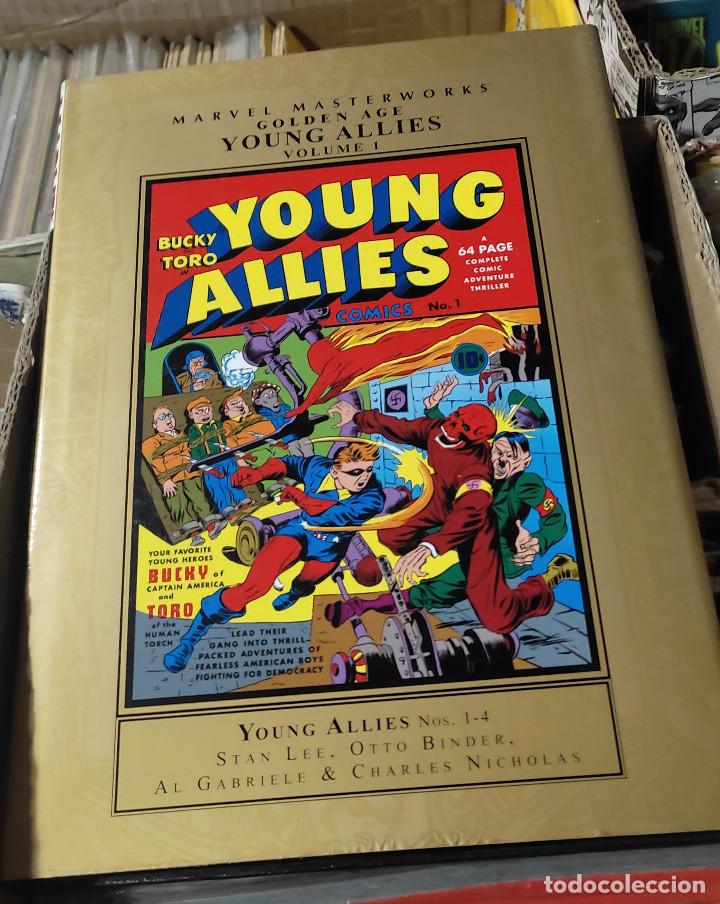 MARVEL MASTERWORKS
GOLDEN AGE
YOUNG ALLIES
VOLUME 1
BUCKY
TORO
IN
YOUNG
ALLIES
COMICS No. 1
A
64 PAGE
COMPLETE
COMIC
ADVENTURE
THRILLER
10¢
YOUR FAVORITE
YOUNG HEROES
BUCKY of
CAPTAIN AMERICA
and
TORO
of the
HUMAN
TORCH
LEAD THEIR
GANG INTO THRILL-
PACKED ADVENTURES OF
FEARLESS AMERICAN BOYS
FIGHTING FOR DEMOCRACY
YOUNG ALLIES NOS. 1-4
STAN LEE, OTTO BINDER,
AL GABRIELE & CHARLES NICHOLAS
MARVEL
todocoleccion